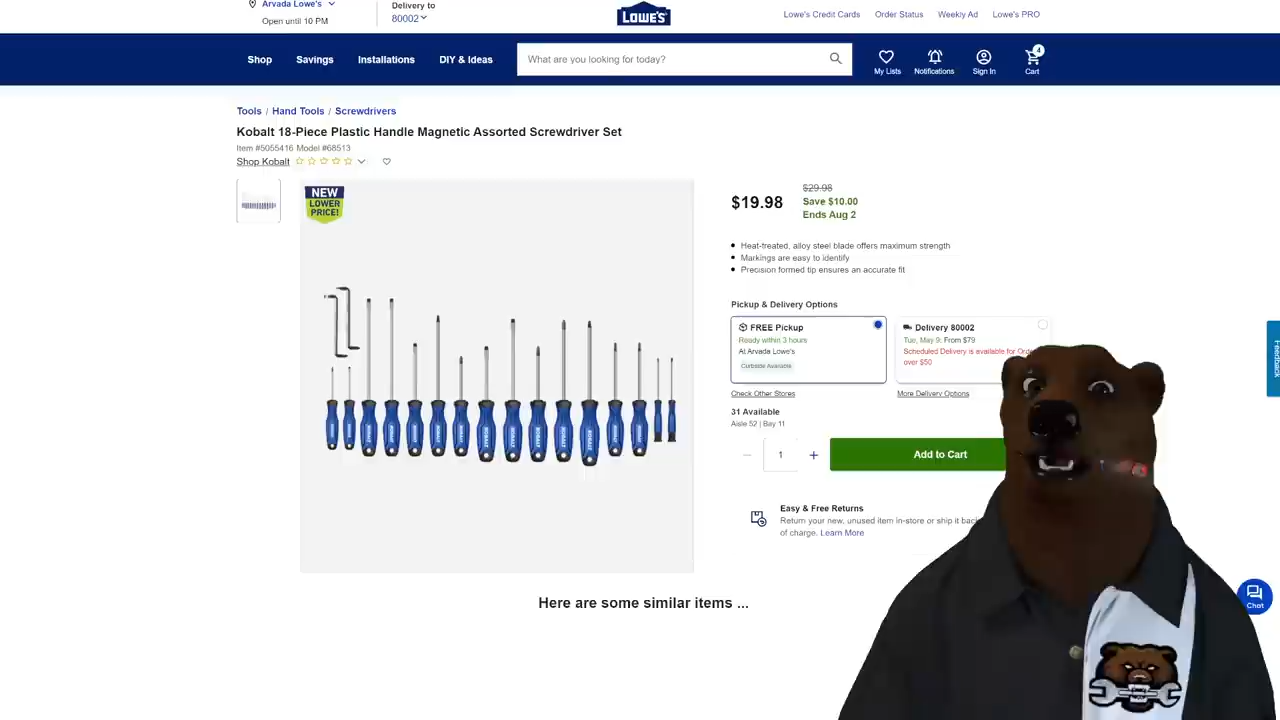 Arvada Lowe's
Open until 10 PM
Delivery to
80002
LOWE'S
Lowe's Credit Cards
Order Status
Weekly Ad
Lowe's PRO
Shop
Savings
Installations
DIY & Ideas
What are you looking for today?
My Lists
Notifications
Sign In
4
Cart
Tools / Hand Tools / Screwdrivers
Kobalt 18-Piece Plastic Handle Magnetic Assorted Screwdriver Set
Item #5055416 Model #68513
Shop Kobalt
NEW
LOWER
PRICE!
$19.98
$29.98
Save $10.00
Ends Aug 2
Heat-treated, alloy steel blade offers maximum strength
Markings are easy to identify
Precision formed tip ensures an accurate fit
Pickup & Delivery Options
FREE Pickup
Ready within 3 hours
At Arvada Lowe's
Curbside Available
Delivery 80002
Tue, May 9: From $79
Scheduled Delivery is available for Orde
over $50
Check Other Stores
More Delivery Options
31 Available
Aisle 52 | Bay 11
1
Add to Cart
Easy & Free Returns
Return your new, unused item in-store or ship it back
of charge. Learn More
Here are some similar items ...
Feedback
Chat